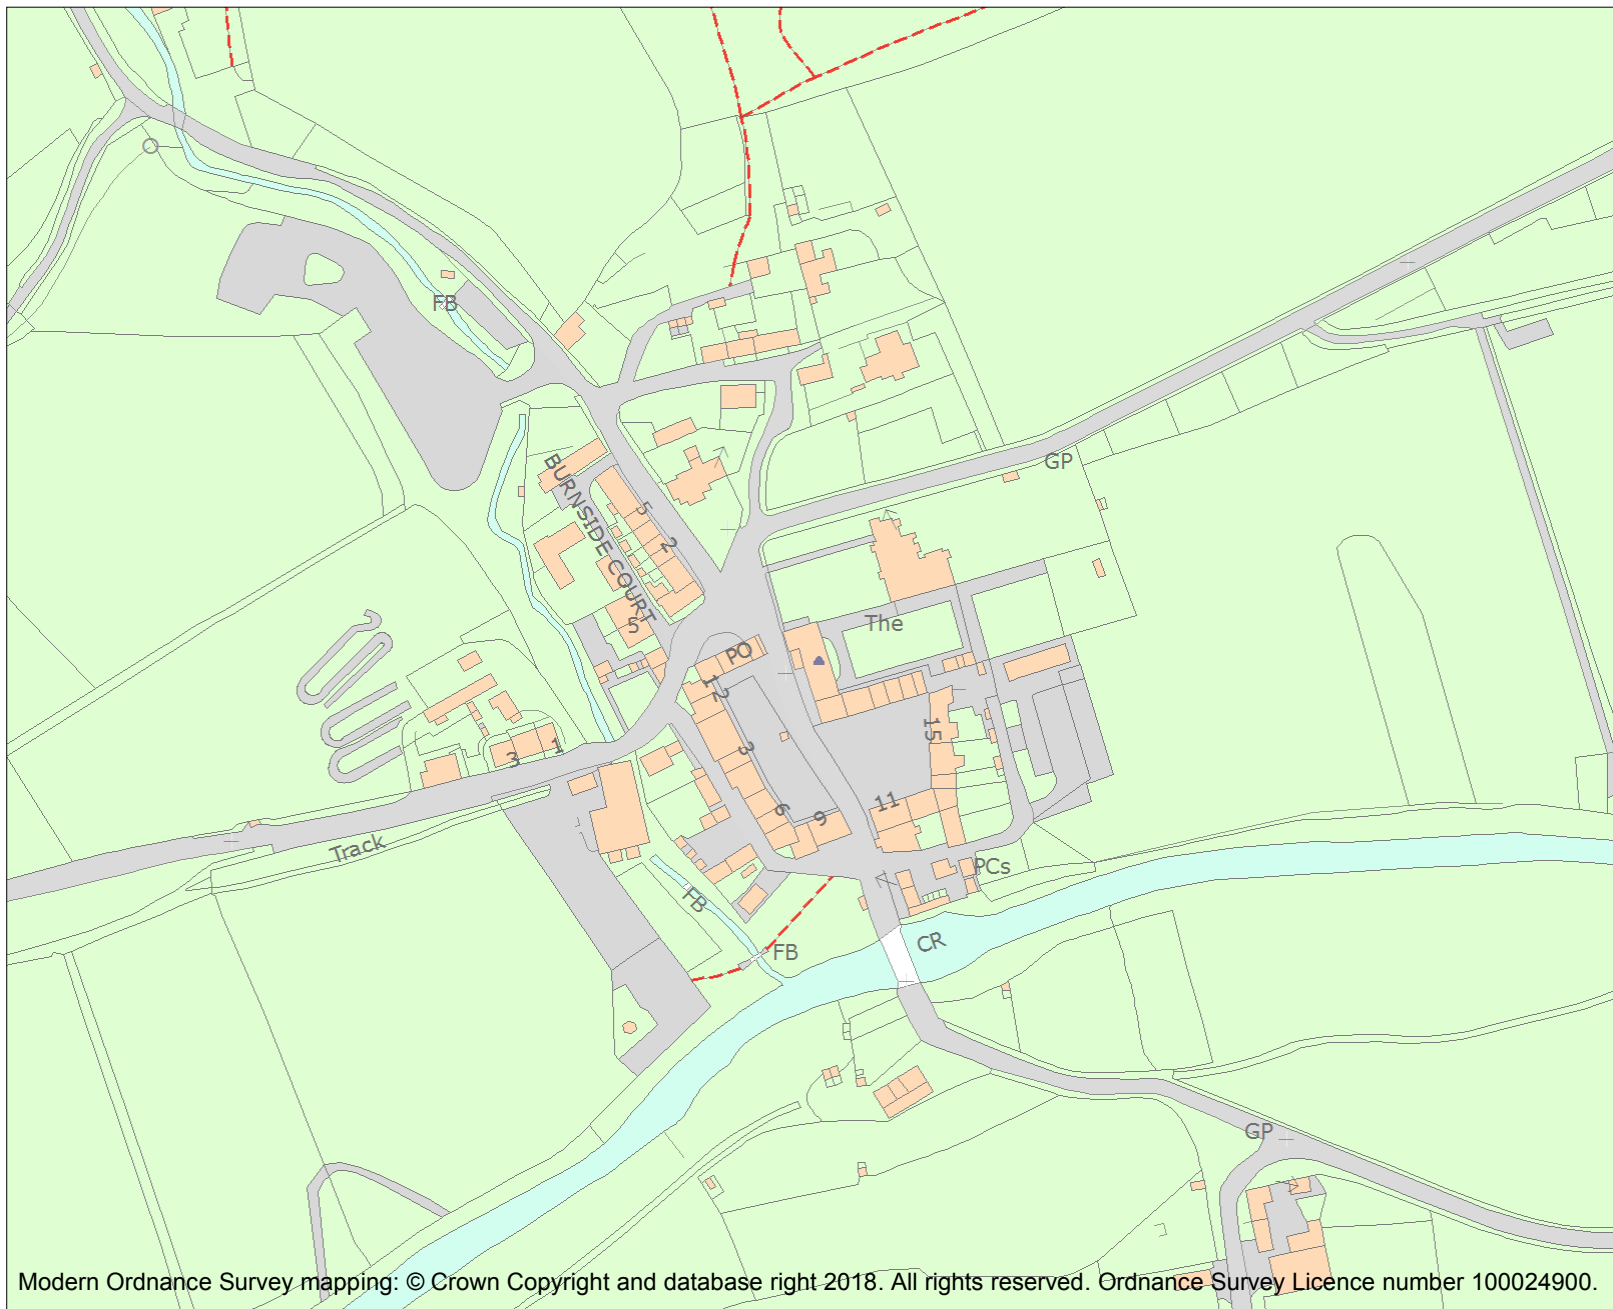 FB
GP
BURNSIDE COURT
5
2
The
5
PO
12
3
15
3
1
6
9
11
Track
PCs
FB
CR
FB
GP
Modern Ordnance Survey mapping: © Crown Copyright and database right 2018. All rights reserved. Ordnance Survey Licence number 100024900.